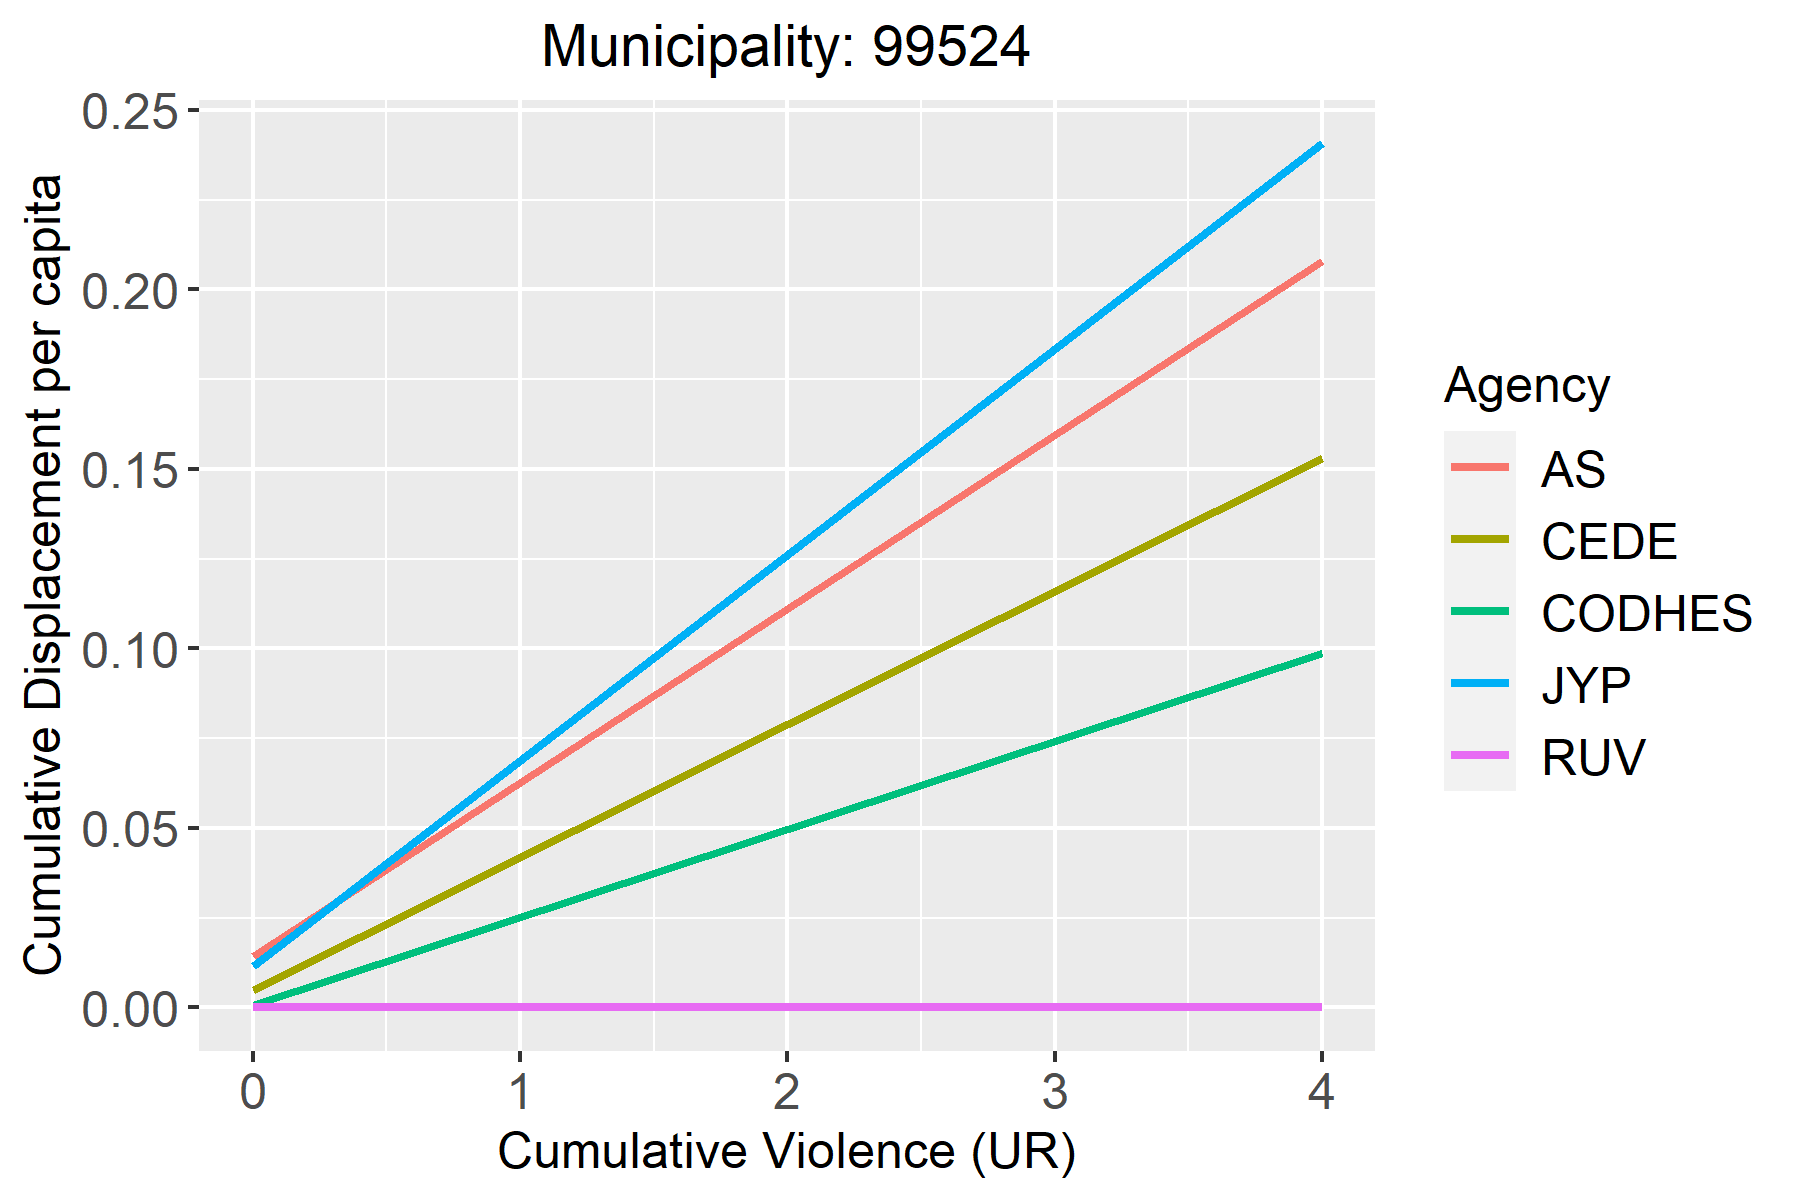 Municipality: 99524
Cumulative Displacement per capita
0.25
0.20
0.15
0.10
0.05
0.00
0 1 2 3 4
Cumulative Violence (UR)
Agency
AS
CEDE
CODHES
JYP
RUV